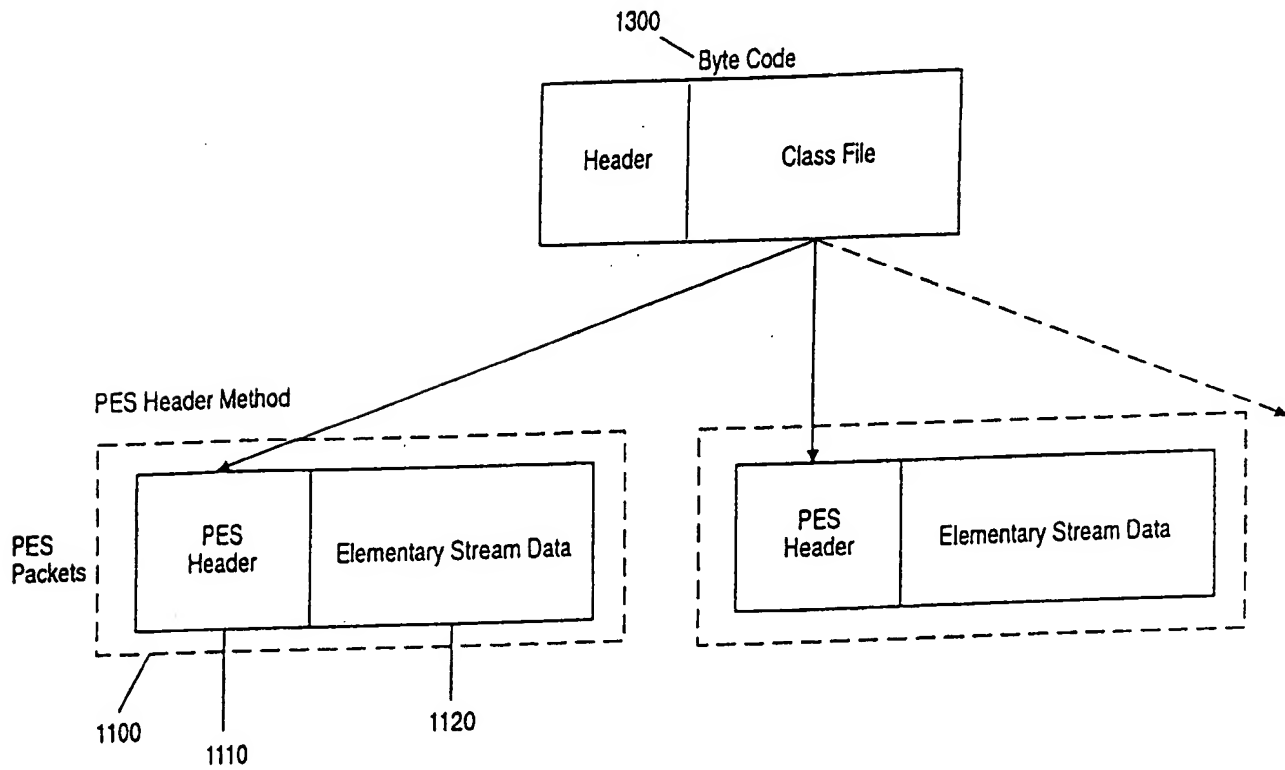 1300
Byte Code
Header
Class File
PES Header Method
PES
Packets
PES
Header
Elementary Stream Data
PES
Header
Elementary Stream Data
1100
1110
1120